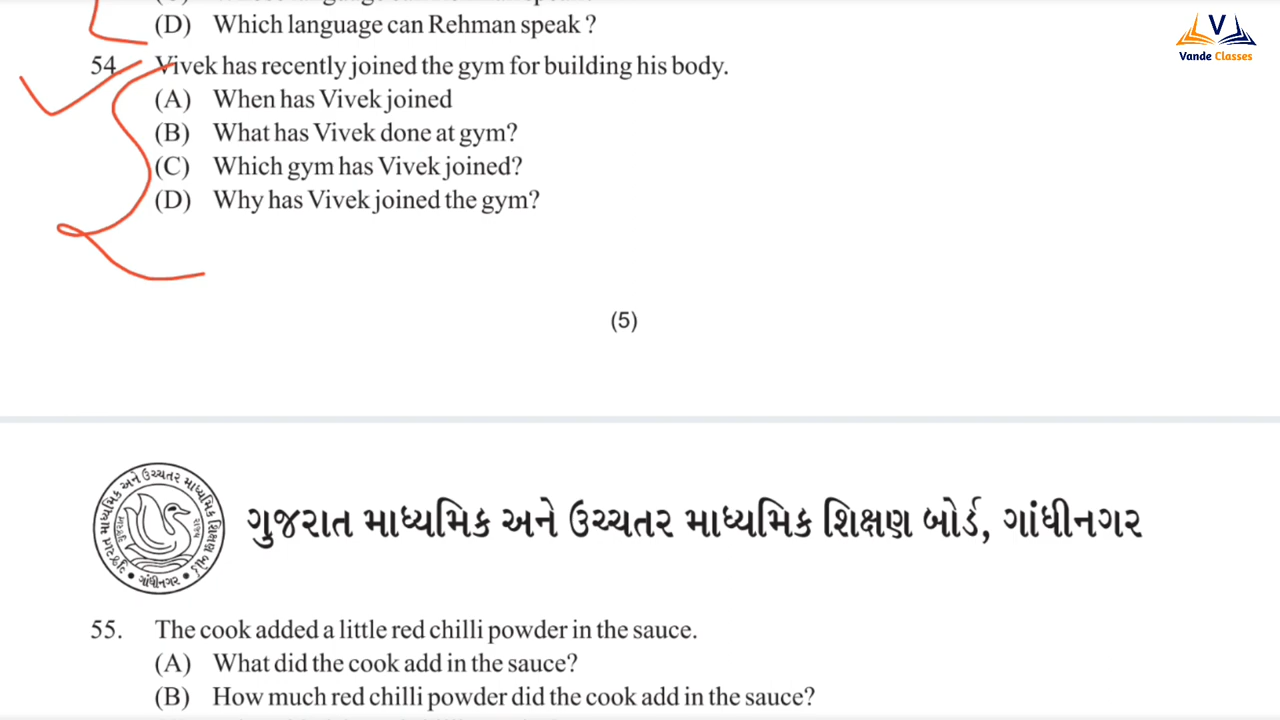 (D) Which language can Rehman speak ?
V
Vande Classes
54. Vivek has recently joined the gym for building his body.
(A) When has Vivek joined
(B) What has Vivek done at gym?
(C) Which gym has Vivek joined?
(D) Why has Vivek joined the gym?
(5)
ગુજરાત માધ્યમિક અને ઉચ્ચતર માધ્યમિક શિક્ષણ બોર્ડ, ગાંધીનગર
ગાંધીનગર
55. The cook added a little red chilli powder in the sauce.
(A) What did the cook add in the sauce?
(B) How much red chilli powder did the cook add in the sauce?